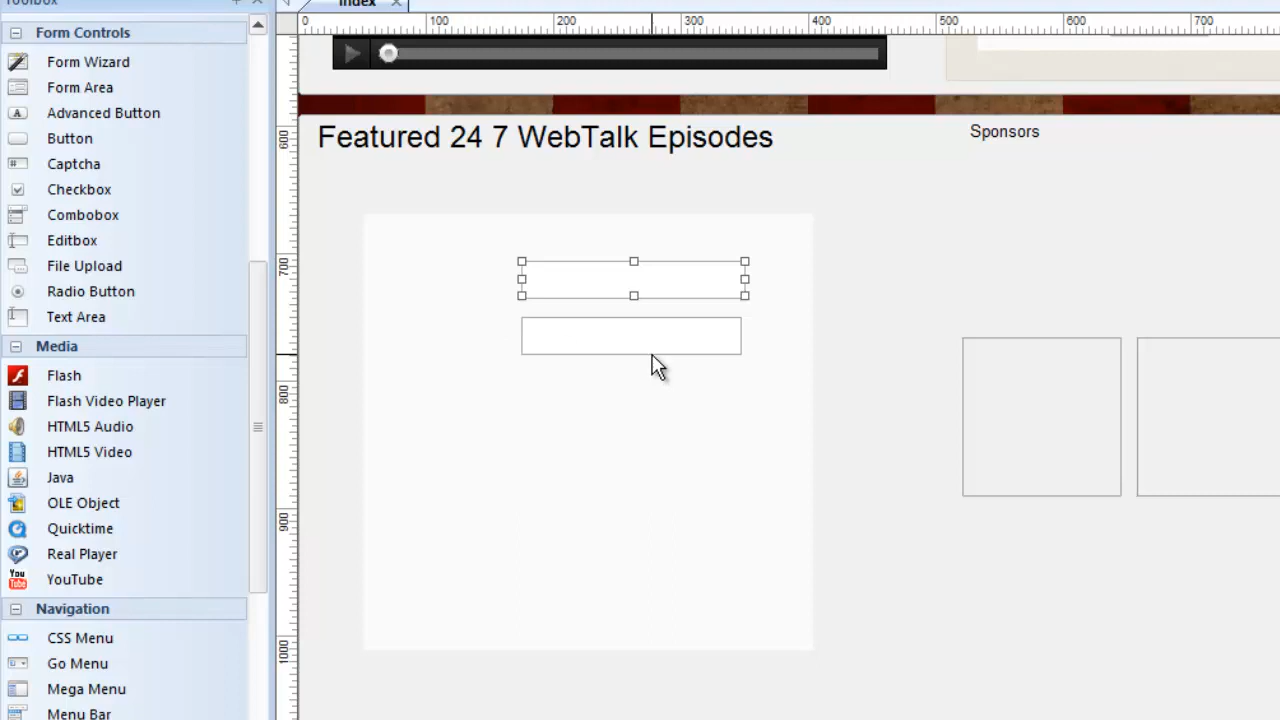 Toolbox
Index
Form Controls
Form Wizard
Form Area
Advanced Button
Button
Captcha
Checkbox
Combobox
Editbox
File Upload
Radio Button
Text Area
Media
Flash
Flash Video Player
HTML5 Audio
HTML5 Video
Java
OLE Object
Quicktime
Real Player
You Tube YouTube
Navigation
CSS Menu
Go Menu
Mega Menu
Menu Bar
0 100 200 300 400 500 600 700
600
700
800
900
1000
Featured 24 7 WebTalk Episodes
Sponsors